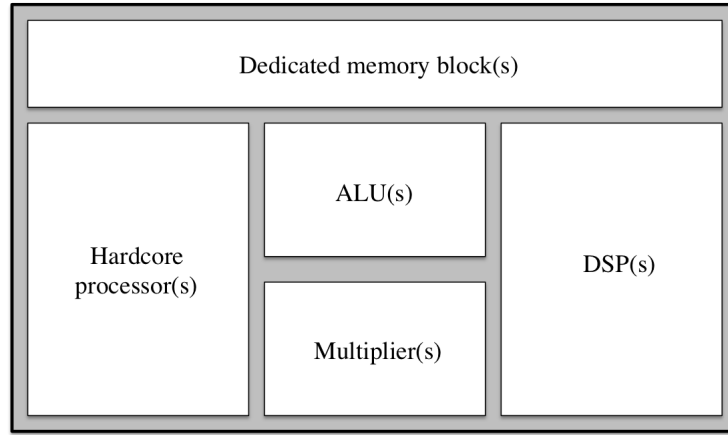 Dedicated memory block(s)
ALU(s)
Hardcore
processor(s)
DSP(s)
Multiplier(s)